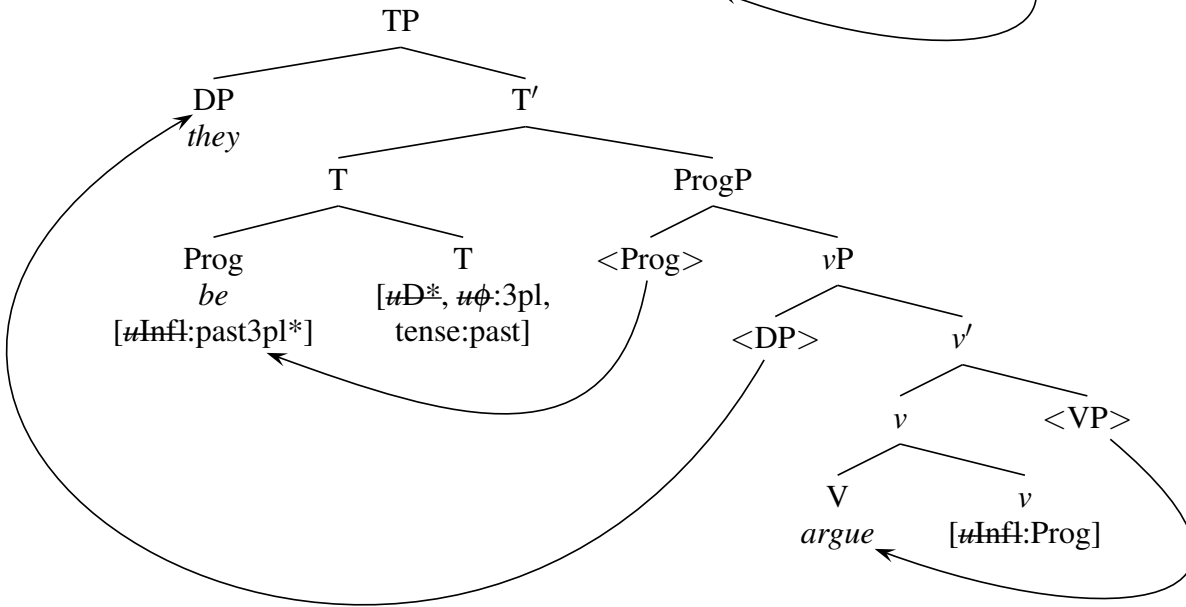 TP
DP T′
they
T ProgP
Prog T <Prog> vP
be [uD*, uϕ:3pl,
[uInfl:past3pl*] tense:past] <DP> v′
v <VP>
V v
argue [uInfl:Prog]